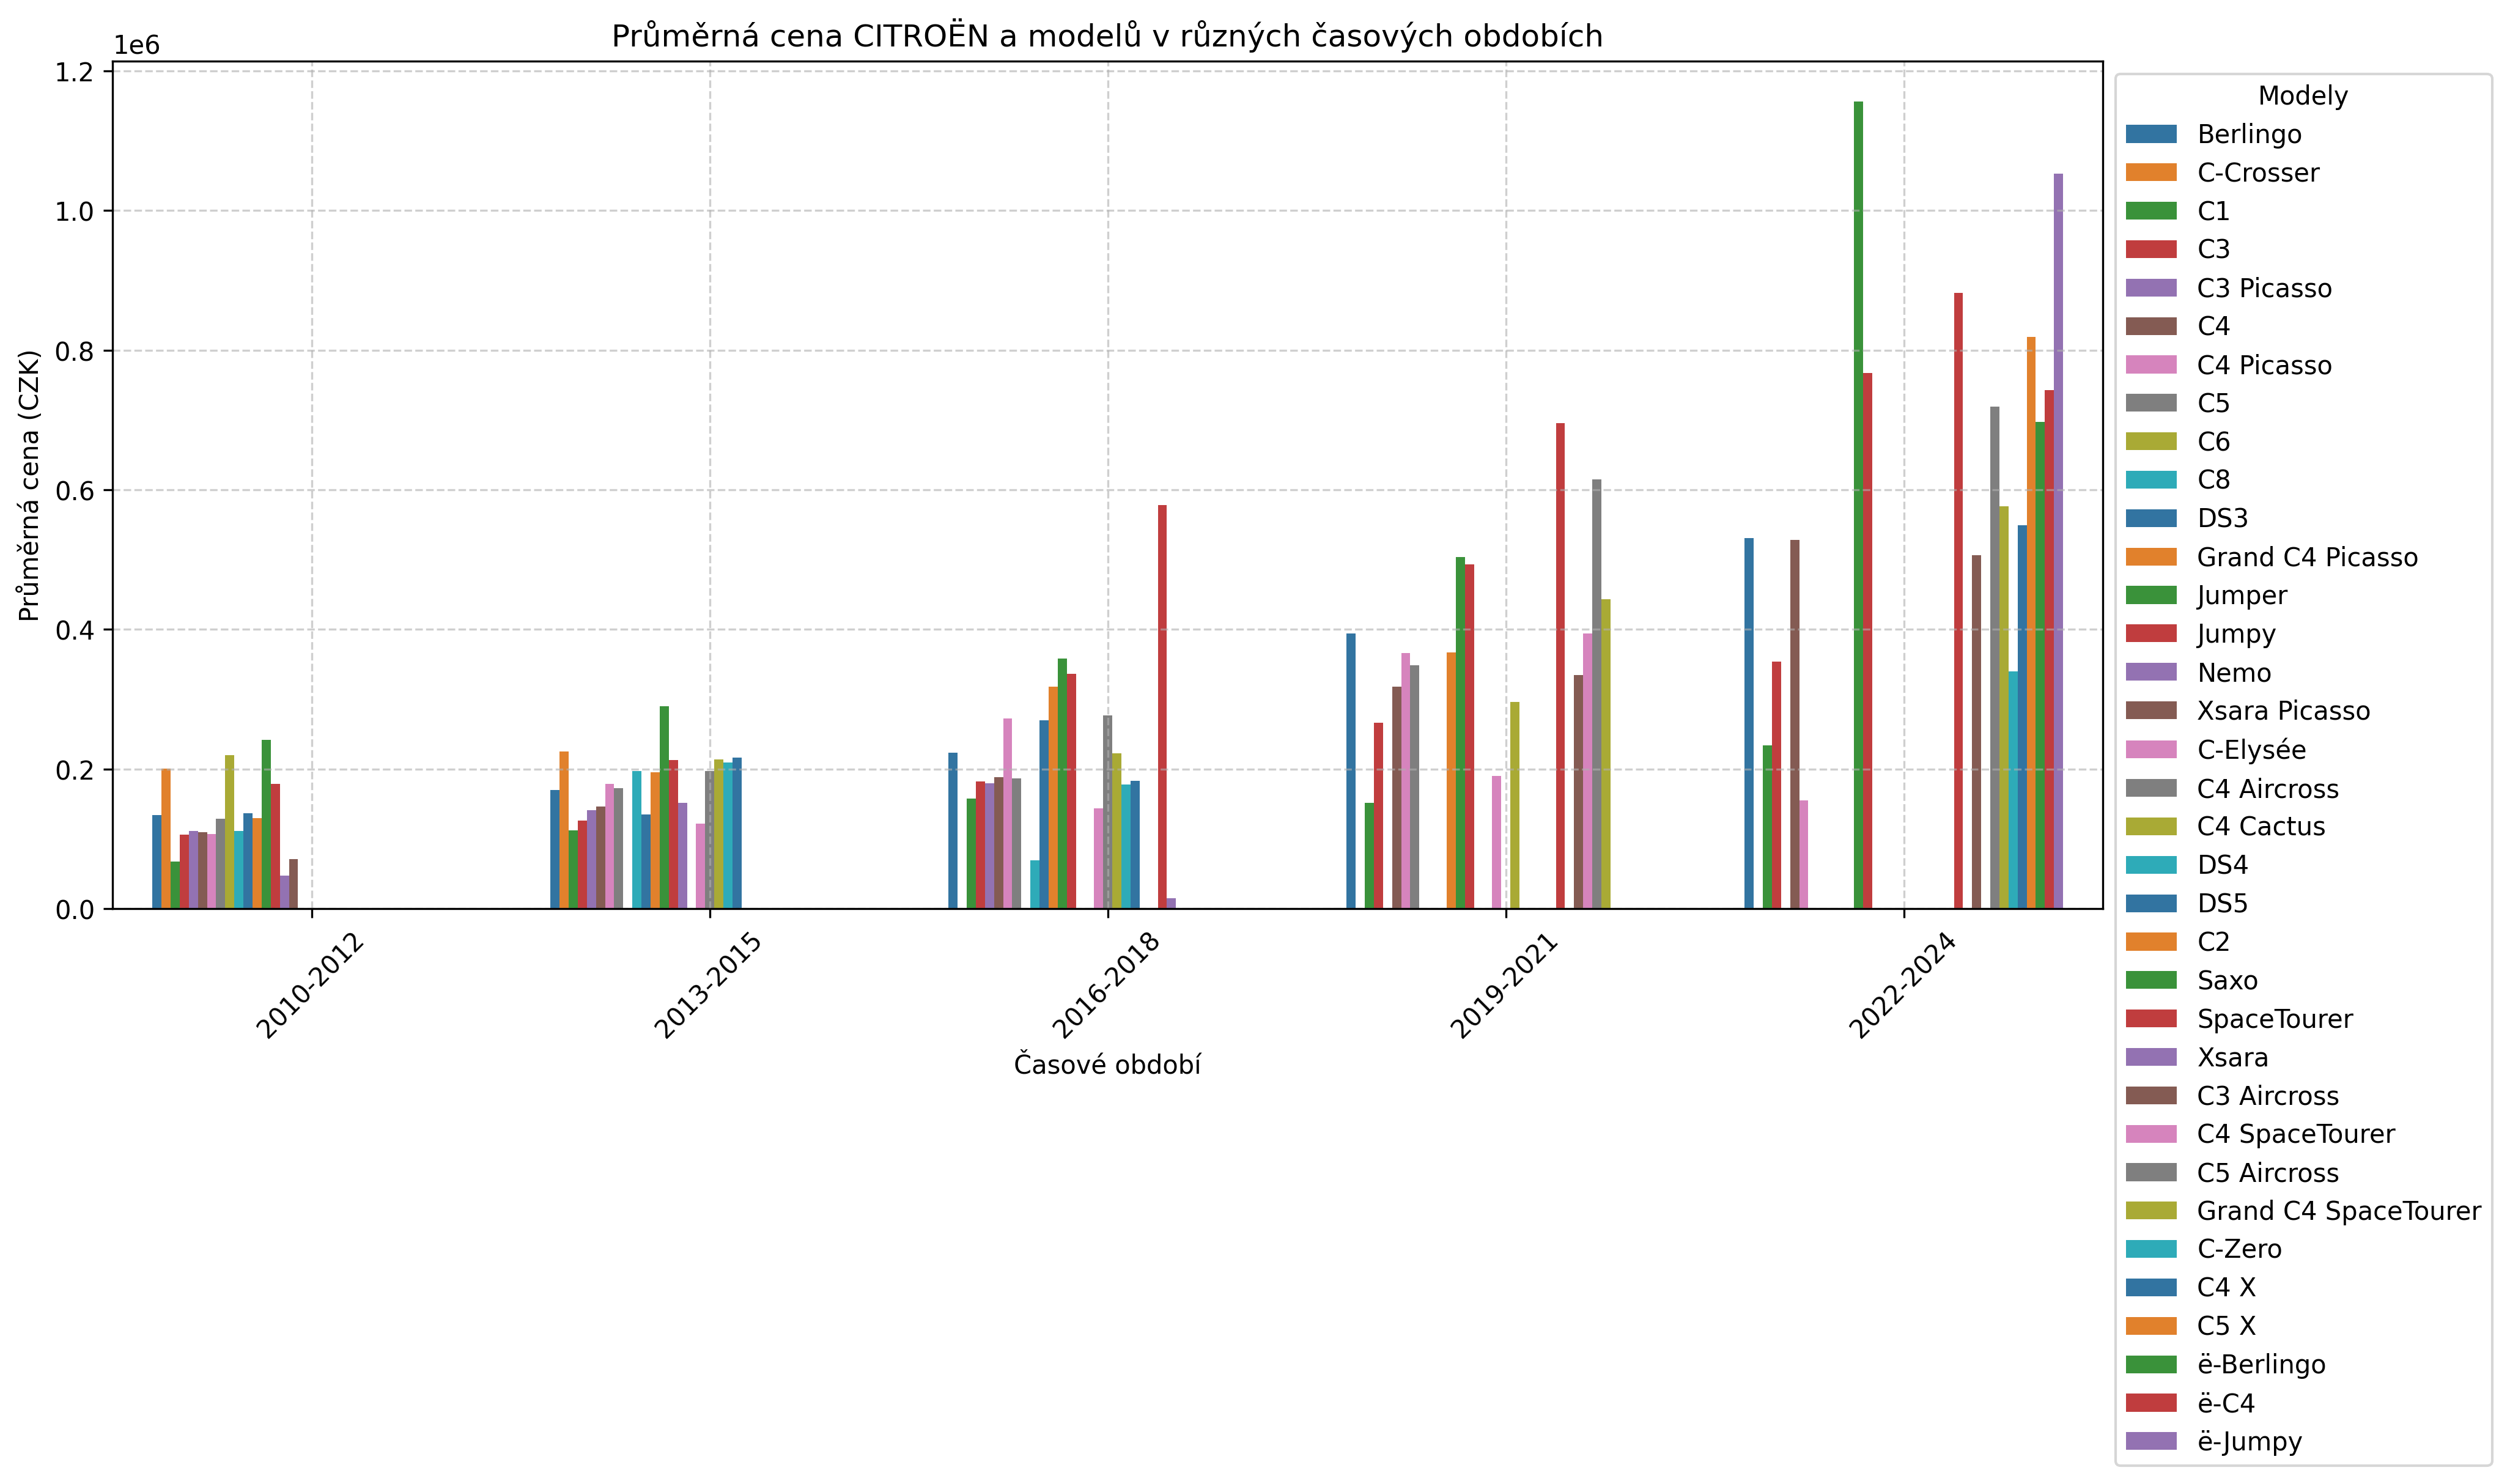 Průměrná cena CITROËN a modelů v různých časových obdobích
1e6
1.2
1.0
0.8
0.6
0.4
0.2
0.0
Průměrná cena (CZK)
2010-2012
2013-2015
2016-2018
2019-2021
2022-2024
Časové období
Modely
Berlingo
C-Crosser
C1
C3
C3 Picasso
C4
C4 Picasso
C5
C6
C8
DS3
Grand C4 Picasso
Jumper
Jumpy
Nemo
Xsara Picasso
C-Elysée
C4 Aircross
C4 Cactus
DS4
DS5
C2
Saxo
SpaceTourer
Xsara
C3 Aircross
C4 SpaceTourer
C5 Aircross
Grand C4 SpaceTourer
C-Zero
C4 X
C5 X
ë-Berlingo
ë-C4
ë-Jumpy